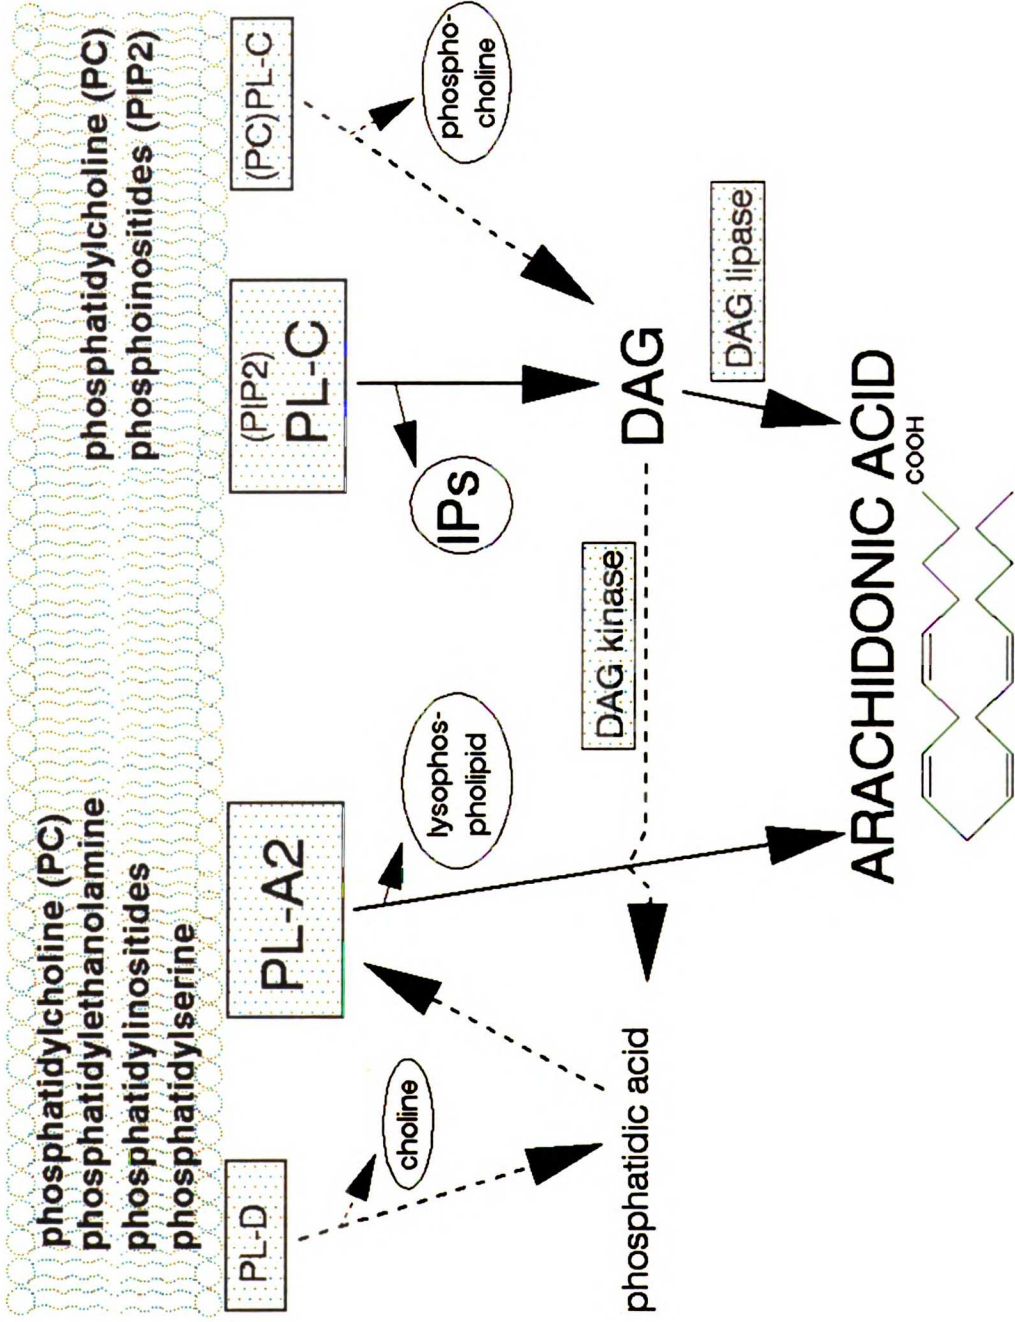 phosphatidylcholine (PC)
phosphatidylethanolamine
phosphatidylinositides
phosphatidylserine
phosphatidylcholine (PC)
phosphoinositides (PIP2)
PL-D
PL-A2
(PIP2)
PL-C
(PC)PL-C
choline
lysophos-
pholipid
IPs
phospho-
choline
DAG kinase
phosphatidic acid
DAG
DAG lipase
ARACHIDONIC ACID
COOH